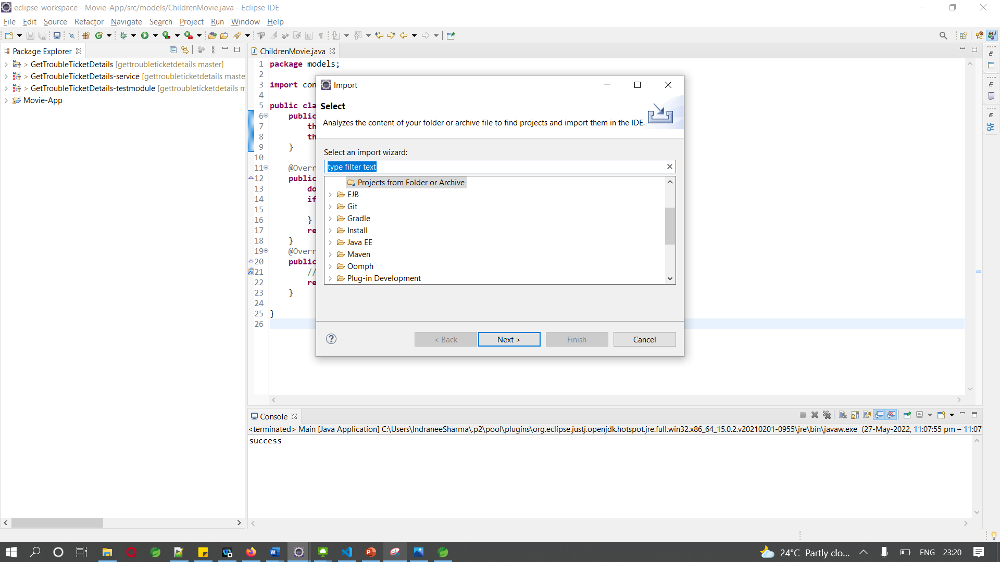 eclipse-workspace - Movie-App/src/models/ChildrenMovie.java - Eclipse IDE
File Edit Source Refactor Navigate Search Project Run Window Help
Package Explorer
GetTroubleTicketDetails [gettroubleticketdetails master]
> GetTroubleTicketDetails-service [gettroubleticketdetails maste
> GetTroubleTicketDetails-testmodule [gettroubleticketdetails m
Movie-App
ChildrenMovie.java
1 package models;
2
3 import con
4
5 public cla
6 public
7 th
8 th
9 }
10
11 @Overr
12 public
13 do
14 if
15
16 }
17 re
18 }
19 @Overr
20 public
21 //
22 re
23 }
24
25 }
26
Import
Select
Analyzes the content of your folder or archive file to find projects and import them in the IDE.
Select an import wizard:
type filter text
Projects from Folder or Archive
EJB
Git
Gradle
Install
Java EE
Maven
Oomph
Plug-in Development
< Back Next > Finish Cancel
Console
<terminated> Main [Java Application] C:\Users\IndraneeSharma\.p2\pool\plugins\org.eclipse.justj.openjdk.hotspot.jre.full.win32.x86_64_15.0.2.v20210201-0955\jre\bin\javaw.exe (27-May-2022, 11:07:55 pm – 11:07:
success
24°C Partly clo... ENG 23:20